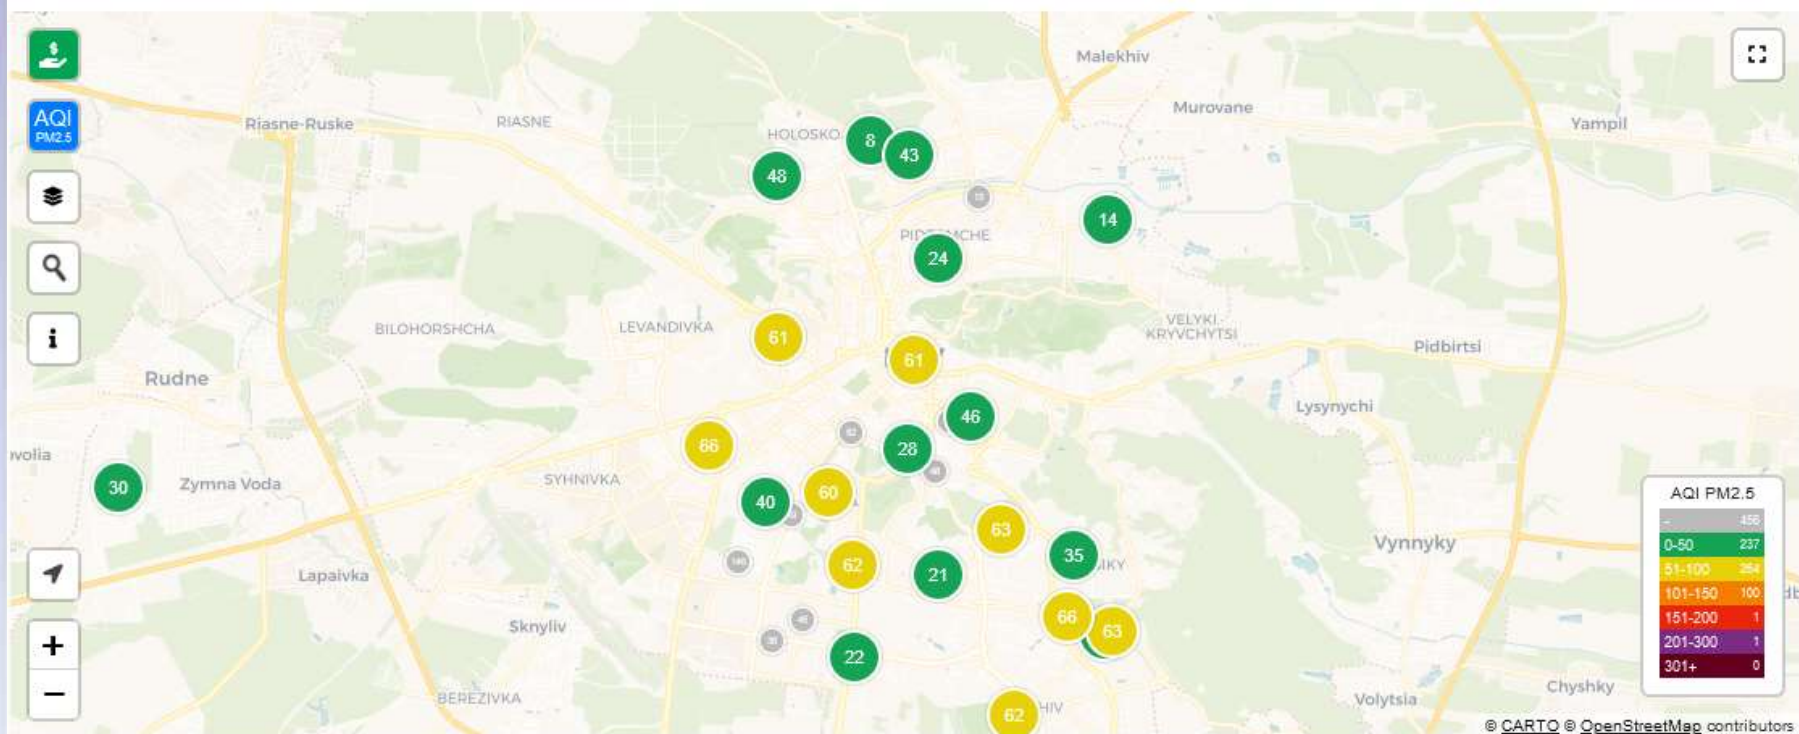 Malekhiv
Murovane
AQI
PM2.5
Riasne-Ruske
RIASNE
HOLOSKO
8
43
Yampil
48
14
24
BILOHORSHCHA
LEVANDIVKA
61
61
VELYKI
KRYVCHYTSI
Pidbirtsi
Rudne
46
Lysynychi
66
28
30
Zymna Voda
SYHNIVKA
40
60
63
35
Vynnyky
62
21
Lapaivka
Sknyliv
66
63
22
BEREZIVKA
62
Volytsia
Chyshky
AQI PM2.5
- 456
0-50 237
51-100 254
101-150 100
151-200 1
201-300 1
301+ 0
+
−
© CARTO © OpenStreetMap contributors